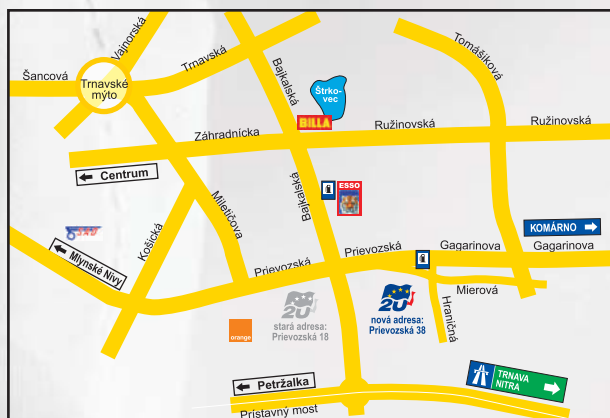 Vajnorská
Šancová
Trnavské
mýto
Trnavská
Bajkalská
Tomášikova
Štrko-
vec
BILLA
Záhradnícka
Ružinovská
Ružinovská
Centrum
Miletičova
Bajkalská
ESSO
Košická
Mlynské Nivy
Prievozská
Prievozská
Gagarinova
Gagarinova
KOMÁRNO
Mierová
Hraničná
orange
2U
stará adresa:
Prievozská 18
2U
nová adresa:
Prievozská 38
TRNAVA
NITRA
Petržalka
Prístavný most